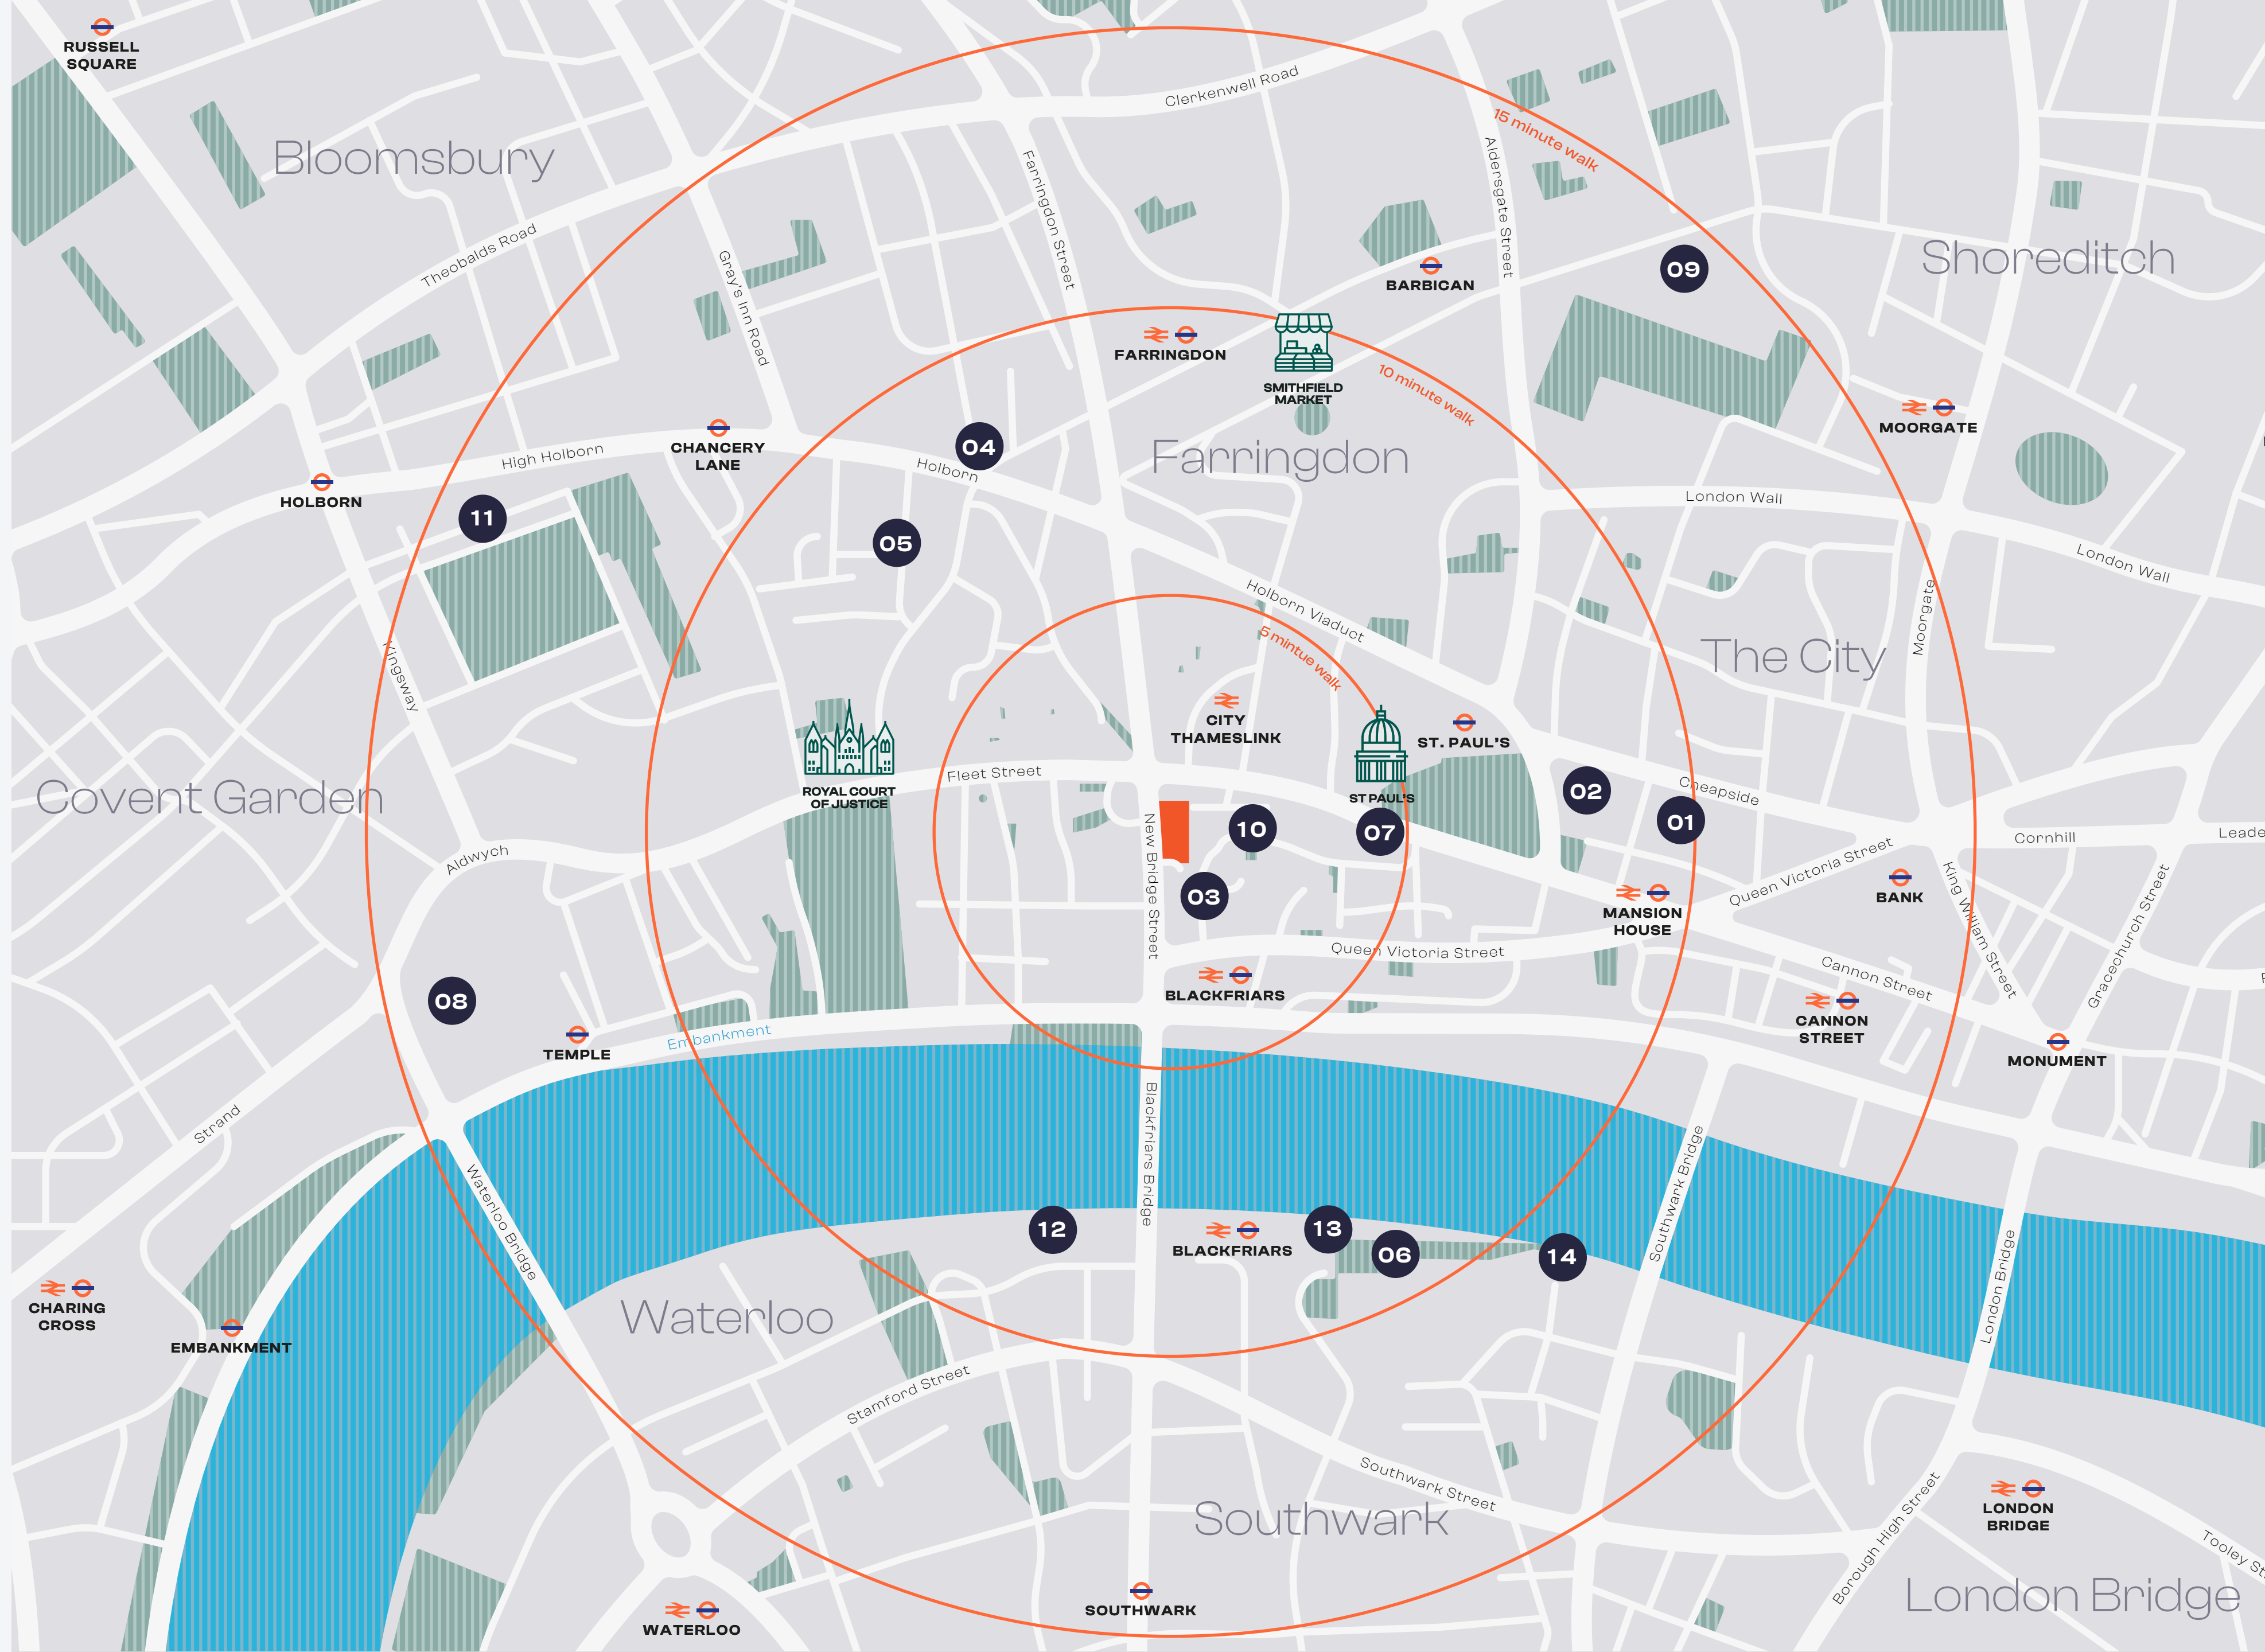 RUSSELL
SQUARE
Bloomsbury
Clerkenwell Road
15 minute walk
Farringdon Street
Aldersgate Street
Theobalds Road
Gray's Inn Road
Shoreditch
09
BARBICAN
FARRINGDON
SMITHFIELD
MARKET
10 minute walk
MOORGATE
CHANCERY
LANE
04
Farringdon
High Holborn
Holborn
HOLBORN
11
London Wall
05
London Wall
Holborn Viaduct
Moorgate
5 mintue walk
The City
Kingsway
CITY
THAMESLINK
ST. PAUL'S
Fleet Street
ROYAL COURT
OF JUSTICE
ST PAUL'S
Covent Garden
02
Cheapside
01
10
07
New Bridge Street
Cornhill
Leade
Aldwych
Queen Victoria Street
BANK
King William Street
Gracechurch Street
03
MANSION
HOUSE
Queen Victoria Street
BLACKFRIARS
Cannon Street
08
CANNON
STREET
TEMPLE
Embankment
MONUMENT
Strand
Waterloo Bridge
Blackfriars Bridge
Southwark Bridge
London Bridge
12
BLACKFRIARS
13
06
14
CHARING
CROSS
EMBANKMENT
Waterloo
Stamford Street
Southwark Street
Southwark
Borough High Street
LONDON
BRIDGE
Tooley St
SOUTHWARK
WATERLOO
London Bridge